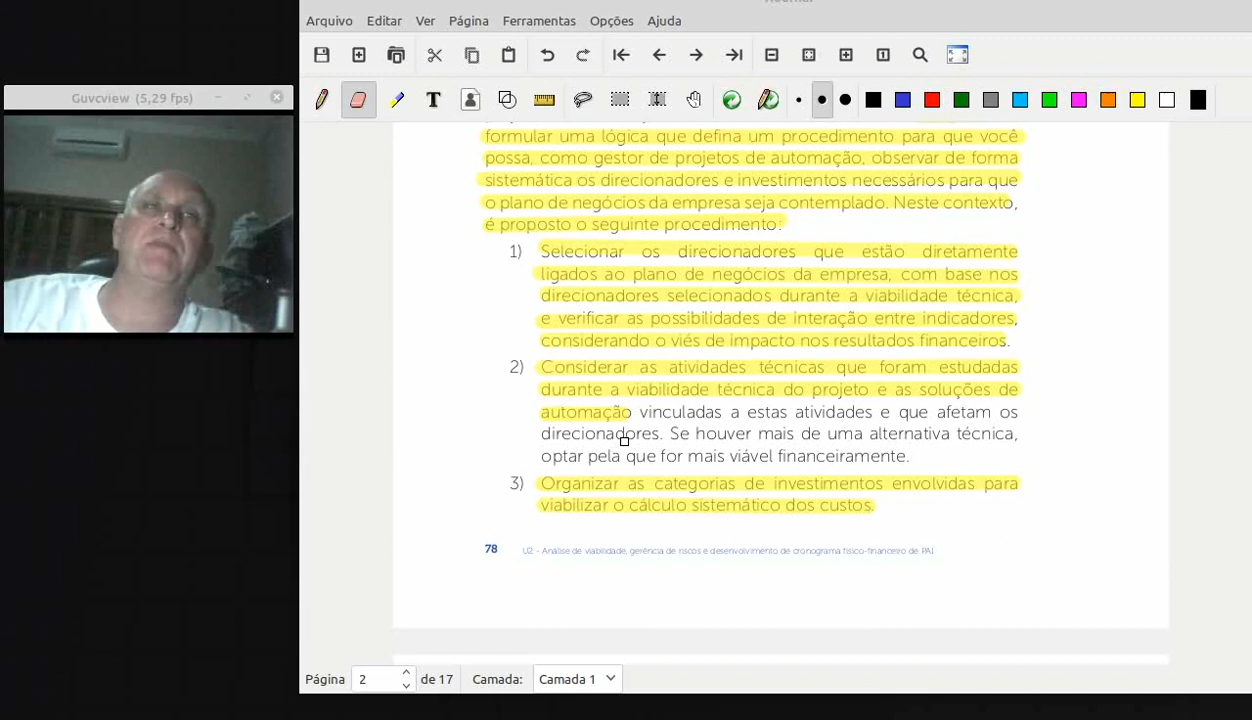 Arquivo Editar Ver Página Ferramentas Opções Ajuda
Guvcview (5,29 fps)
T
1
formular uma lógica que defina um procedimento para que você
possa, como gestor de projetos de automação, observar de forma
sistemática os direcionadores e investimentos necessários para que
o plano de negócios da empresa seja contemplado. Neste contexto,
é proposto o seguinte procedimento:
1) Selecionar os direcionadores que estão diretamente
ligados ao plano de negócios da empresa, com base nos
direcionadores selecionados durante a viabilidade técnica,
e verificar as possibilidades de interação entre indicadores,
considerando o viés de impacto nos resultados financeiros.
2) Considerar as atividades técnicas que foram estudadas
durante a viabilidade técnica do projeto e as soluções de
automação vinculadas a estas atividades e que afetam os
direcionadores. Se houver mais de uma alternativa técnica,
optar pela que for mais viável financeiramente.
3) Organizar as categorias de investimentos envolvidas para
viabilizar o cálculo sistemático dos custos.
78 U2 - Análise de viabilidade, gerência de riscos e desenvolvimento de cronograma físico-financeiro de PAI
Página 2 de 17 Camada: Camada 1